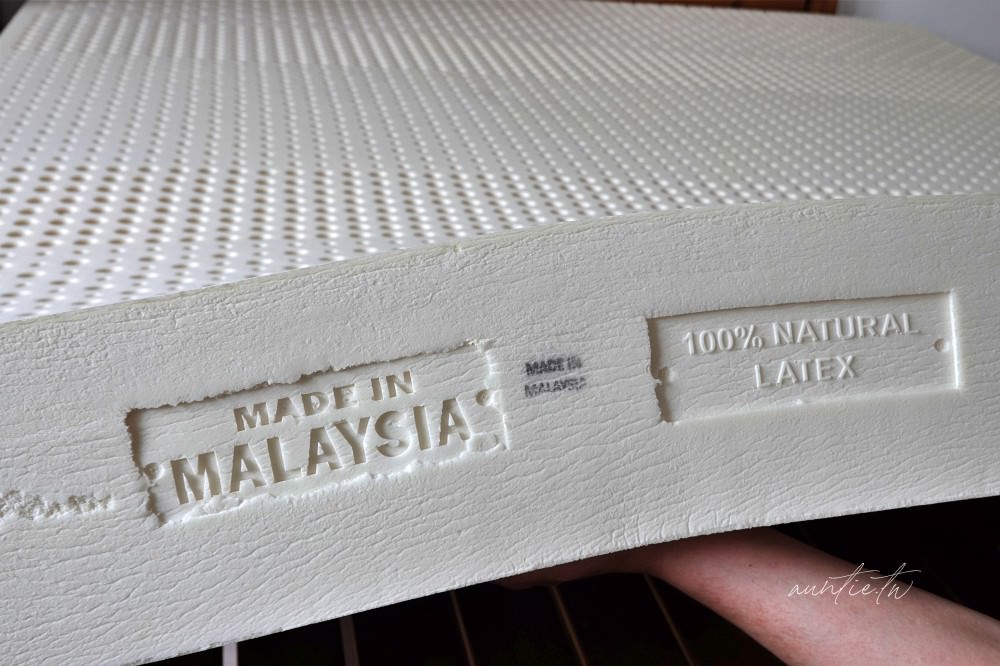 MADE IN
MALAYSIA
MADE IN
MALAYSIA
100% NATURAL
LATEX
auntie.tw